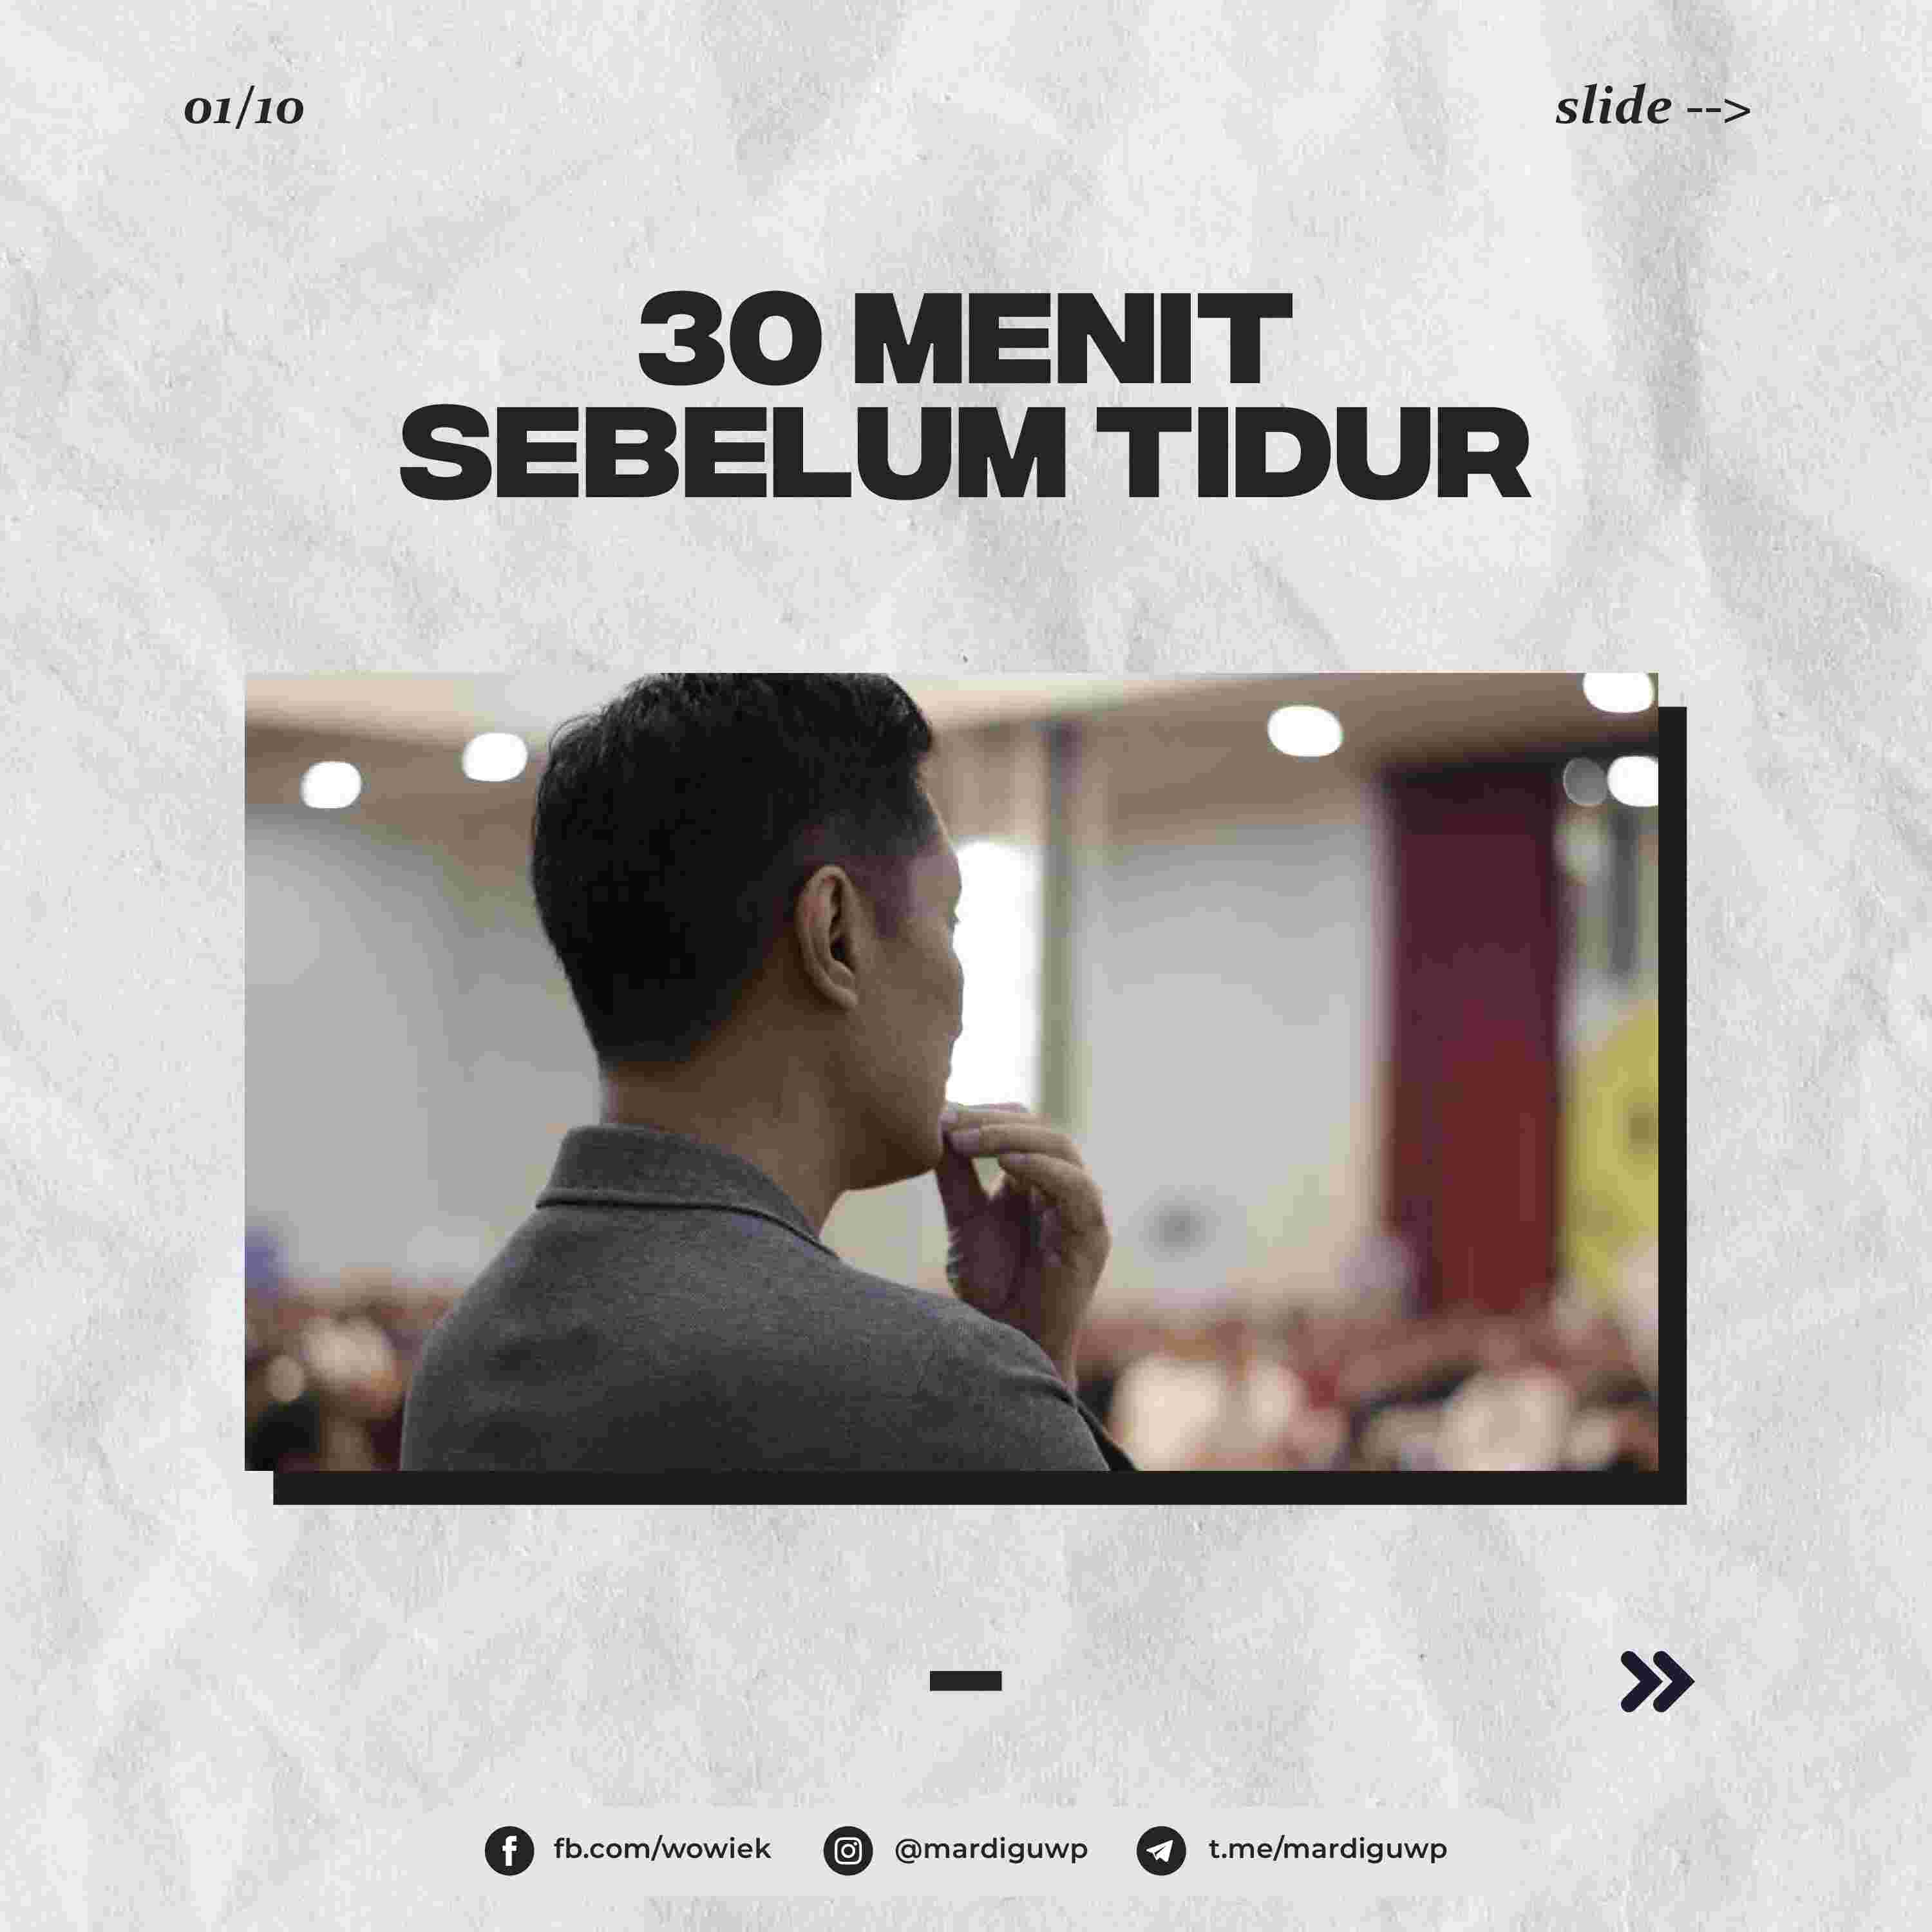 01/10
slide -->
30 MENIT
SEBELUM TIDUR
fb.com/wowiek
@mardiguwp
t.me/mardiguwp